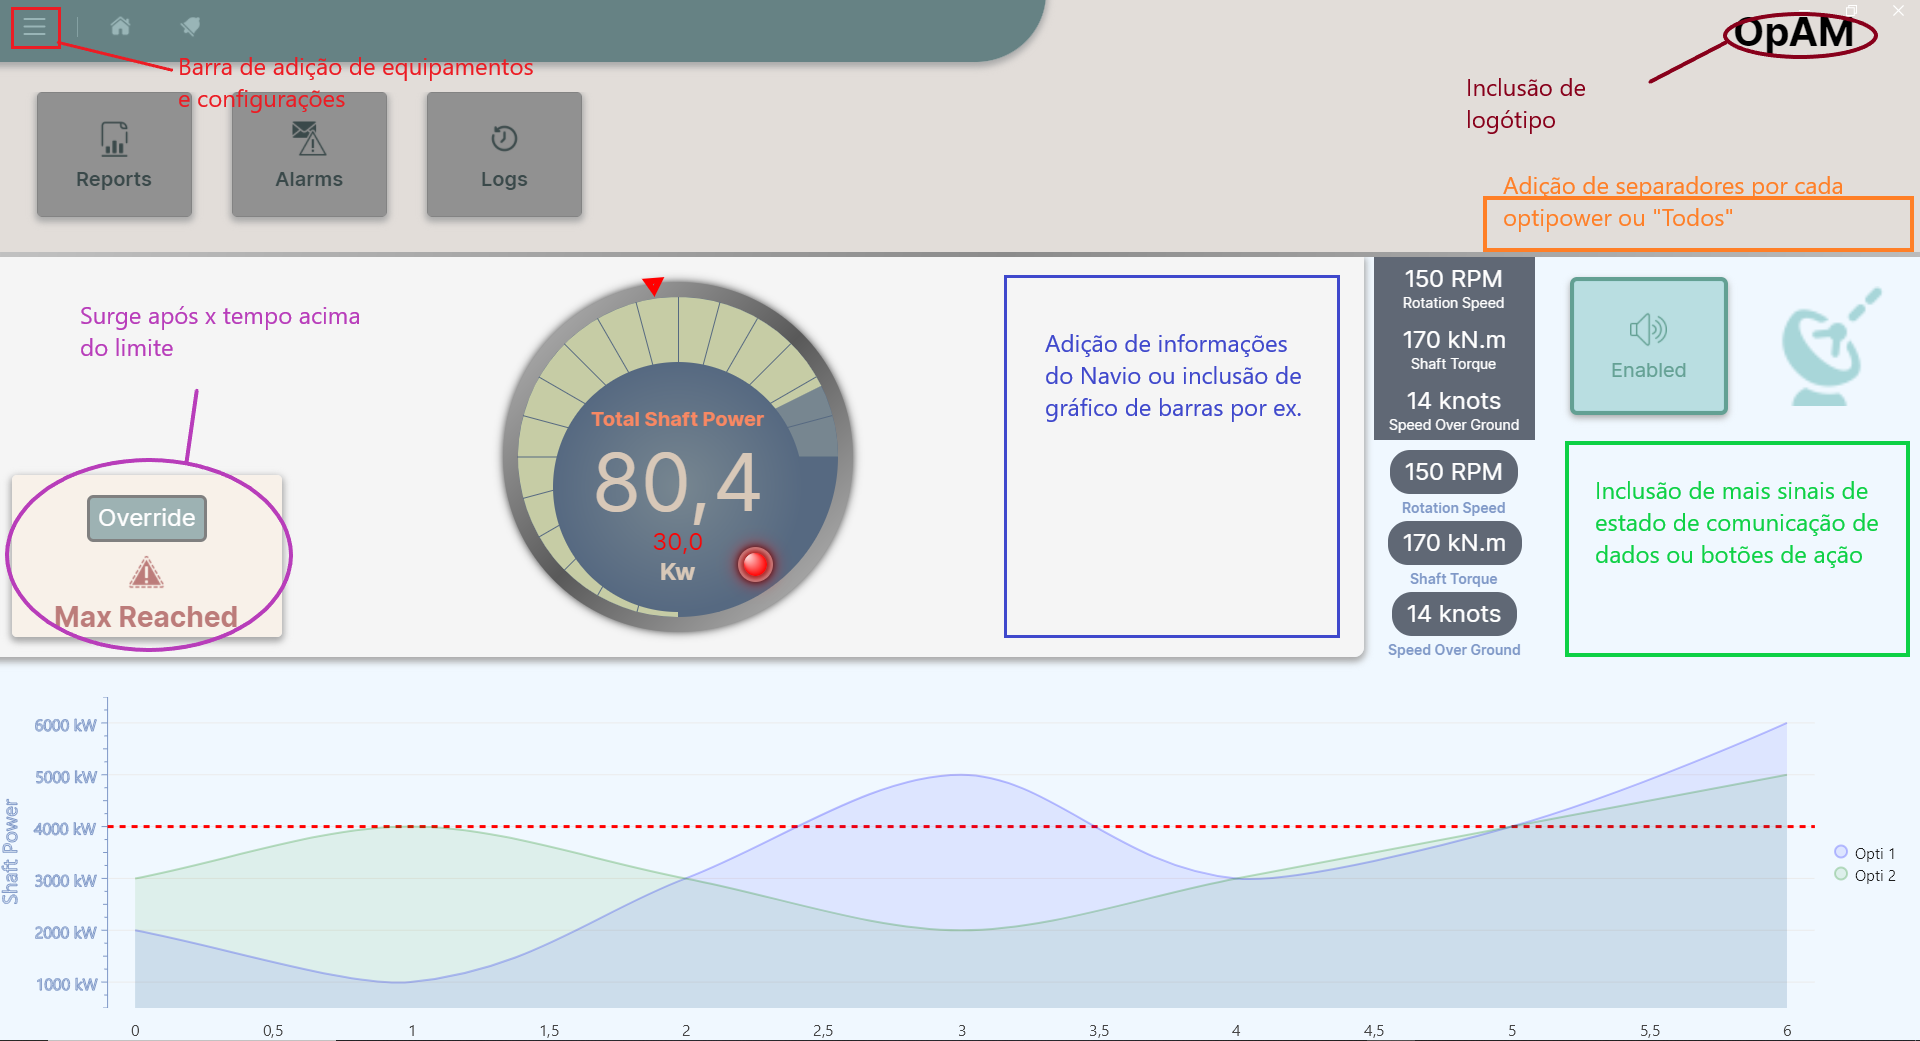 OpAM
Barra de adição de equipamentos
e configurações
Inclusão de
logótipo
Reports
Alarms
Logs
Adição de separadores por cada
optipower ou "Todos"
Surge após x tempo acima
do limite
Override
Max Reached
Total Shaft Power
80,4
30,0
Kw
Adição de informações
do Navio ou inclusão de
gráfico de barras por ex.
150 RPM
Rotation Speed
170 kN.m
Shaft Torque
14 knots
Speed Over Ground
150 RPM
Rotation Speed
170 kN.m
Shaft Torque
14 knots
Speed Over Ground
Enabled
Inclusão de mais sinais de
estado de comunicação de
dados ou botões de ação
Shaft Power
6000 kW
5000 kW
4000 kW
3000 kW
2000 kW
1000 kW
0 0,5 1 1,5 2 2,5 3 3,5 4 4,5 5 5,5 6
Opti 1
Opti 2